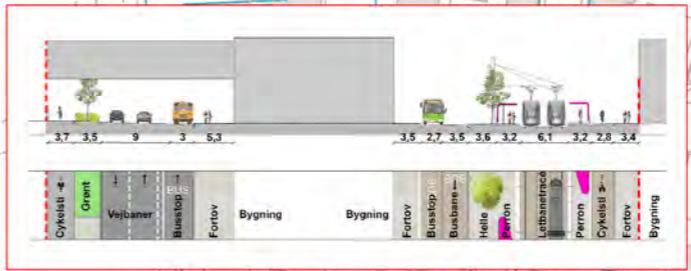 3,7 3,5 9 3 5,3 3,5 2,7 3,5 3,6 3,2 6,1 3,2 2,8 3,4
Cykelsti Grønt Vejbaner Busstop BUS Fortov Bygning Bygning Fortov Busstop Busbane Helle Perron Letbanetracé Perron Cykelsti Fortov Bygning